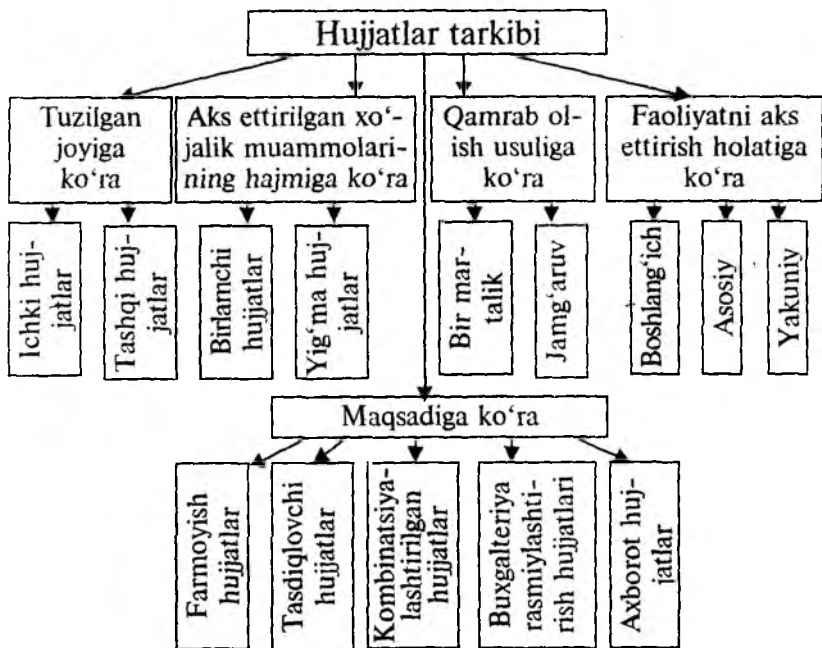 Hujjatlar tarkibi
Tuzilgan
joyiga
ko‘ra
Aks ettirilgan xo‘-
jalik muammolari-
ning hajmiga ko‘ra
Qamrab ol-
ish usuliga
ko‘ra
Faoliyatni aks
ettirish holatiga
ko‘ra
Ichki huj-
jatlar
Tashqi huj-
jatlar
Birlamchi
hujjatlar
Yig‘ma huj-
jatlar
Bir mar-
talik
Jamg‘aruv
Boshlang‘ich
Asosiy
Yakuniy
Maqsadiga ko‘ra
Farmoyish
hujjatlar
Tasdiqlovchi
hujjatlar
Kombinatsiya-
lashtirilgan
hujjatlar
Buxgalteriya
rasmiylashti-
rish hujjatlari
Axborot huj-
jatlar